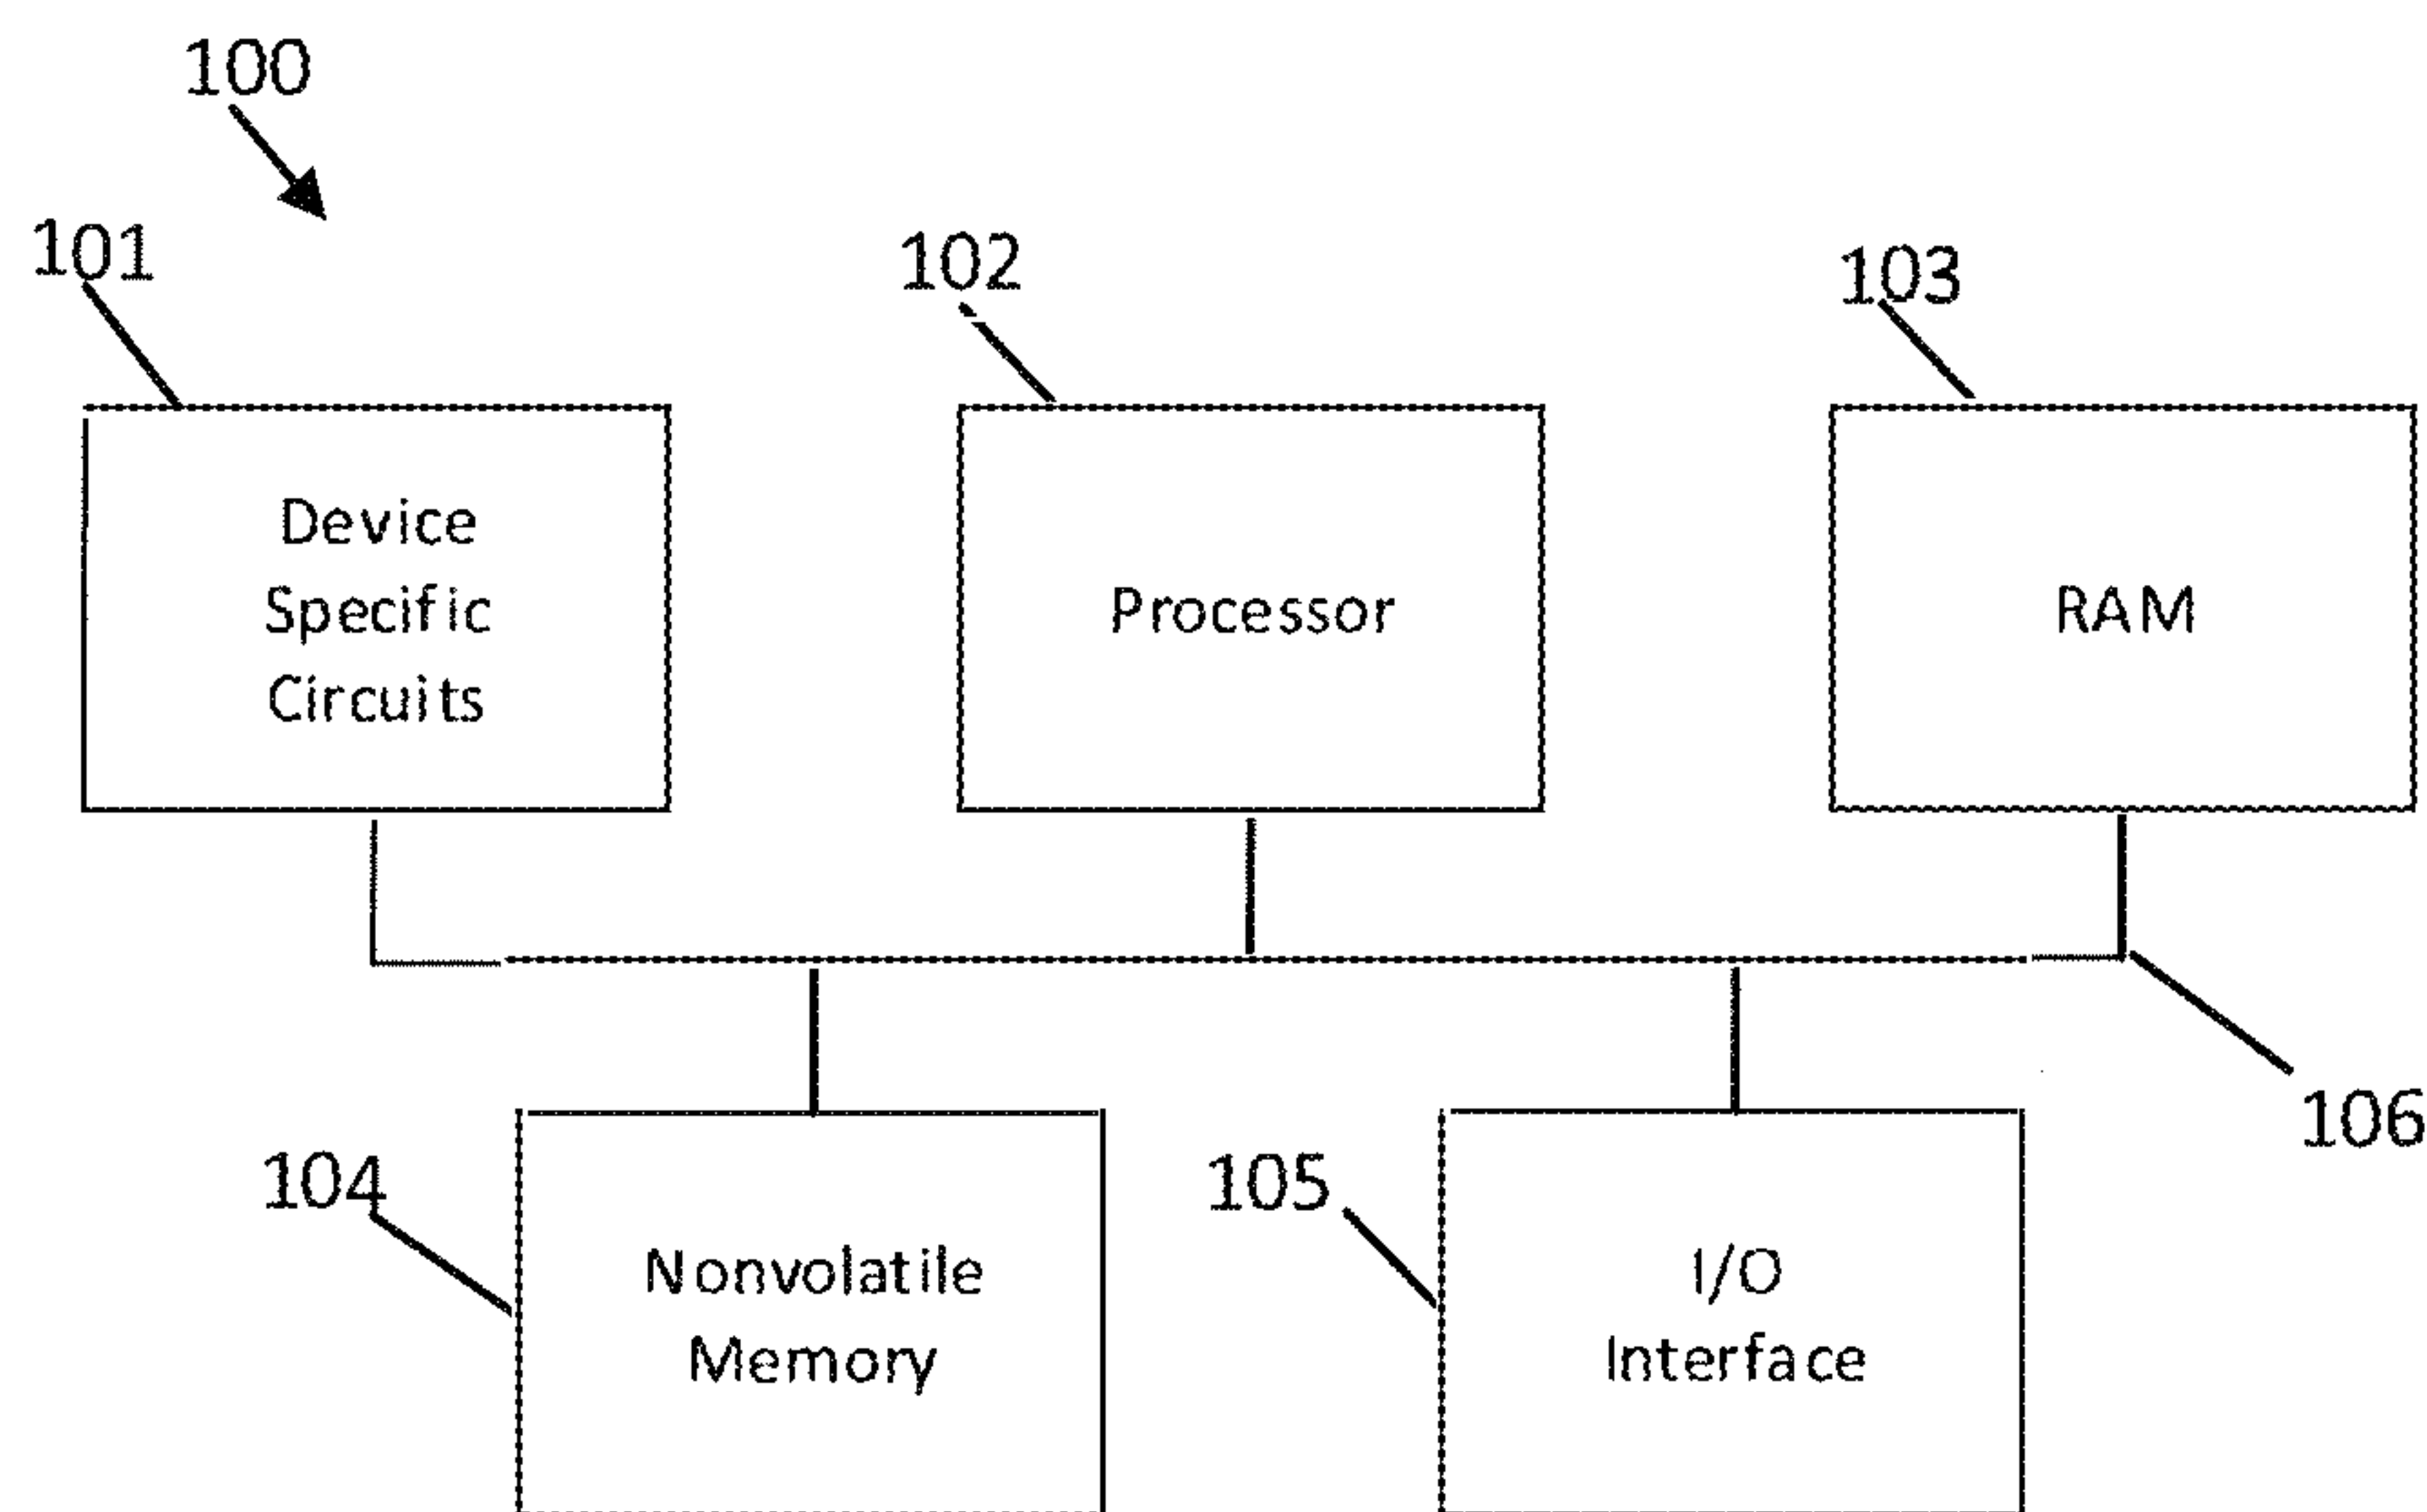 100
101
102
103
Device
Specific
Circuits
Processor
RAM
106
104
105
Nonvolatile
Memory
I/O
Interface